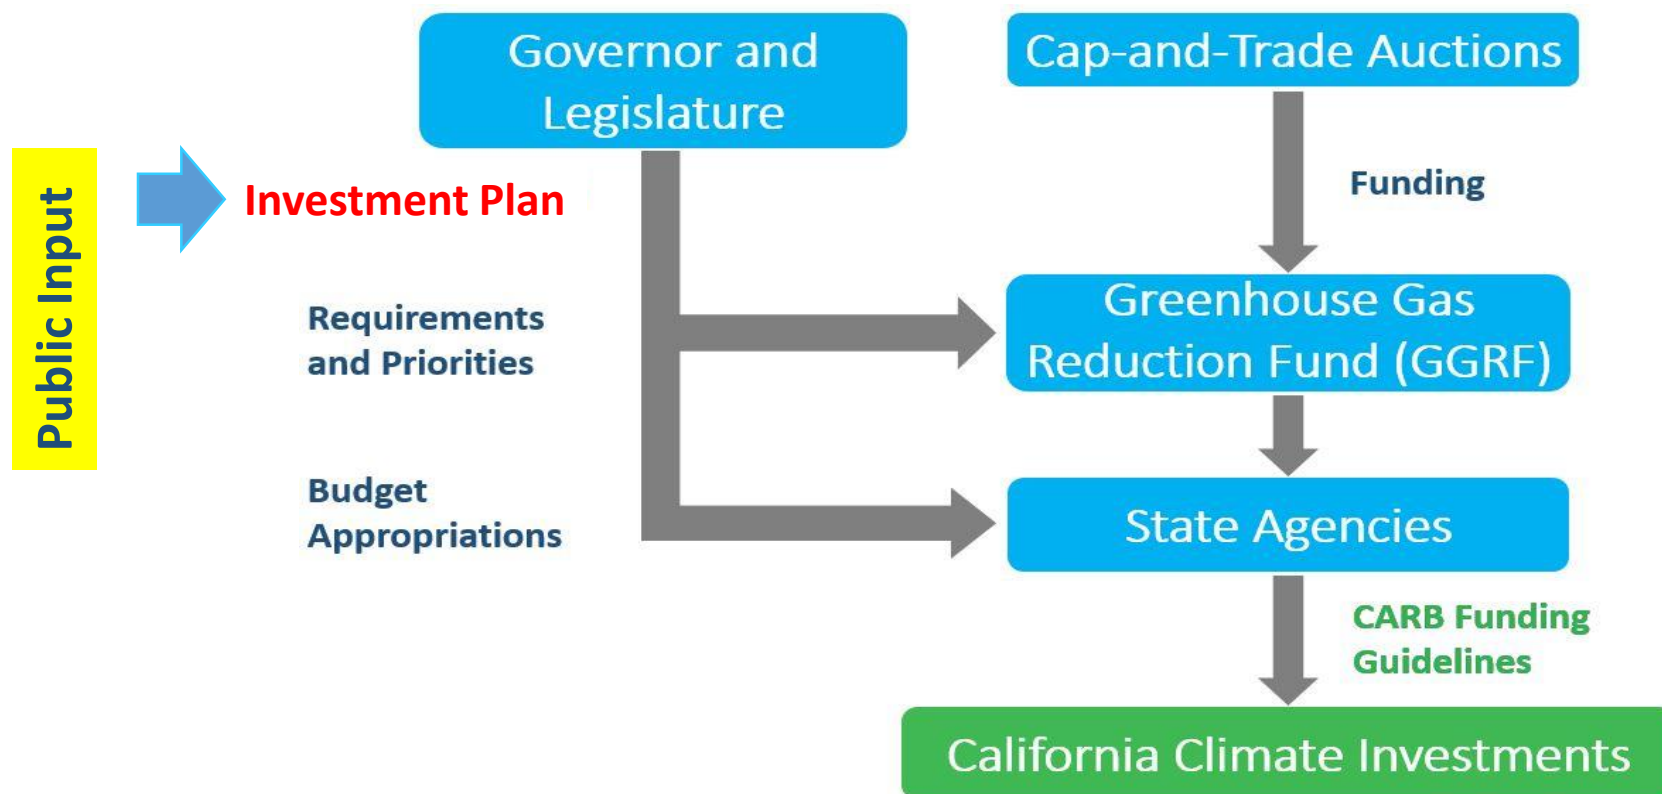 Governor and
Legislature
Cap-and-Trade Auctions
Public Input
Investment Plan
Funding
Requirements
and Priorities
Greenhouse Gas
Reduction Fund (GGRF)
Budget
Appropriations
State Agencies
CARB Funding
Guidelines
California Climate Investments